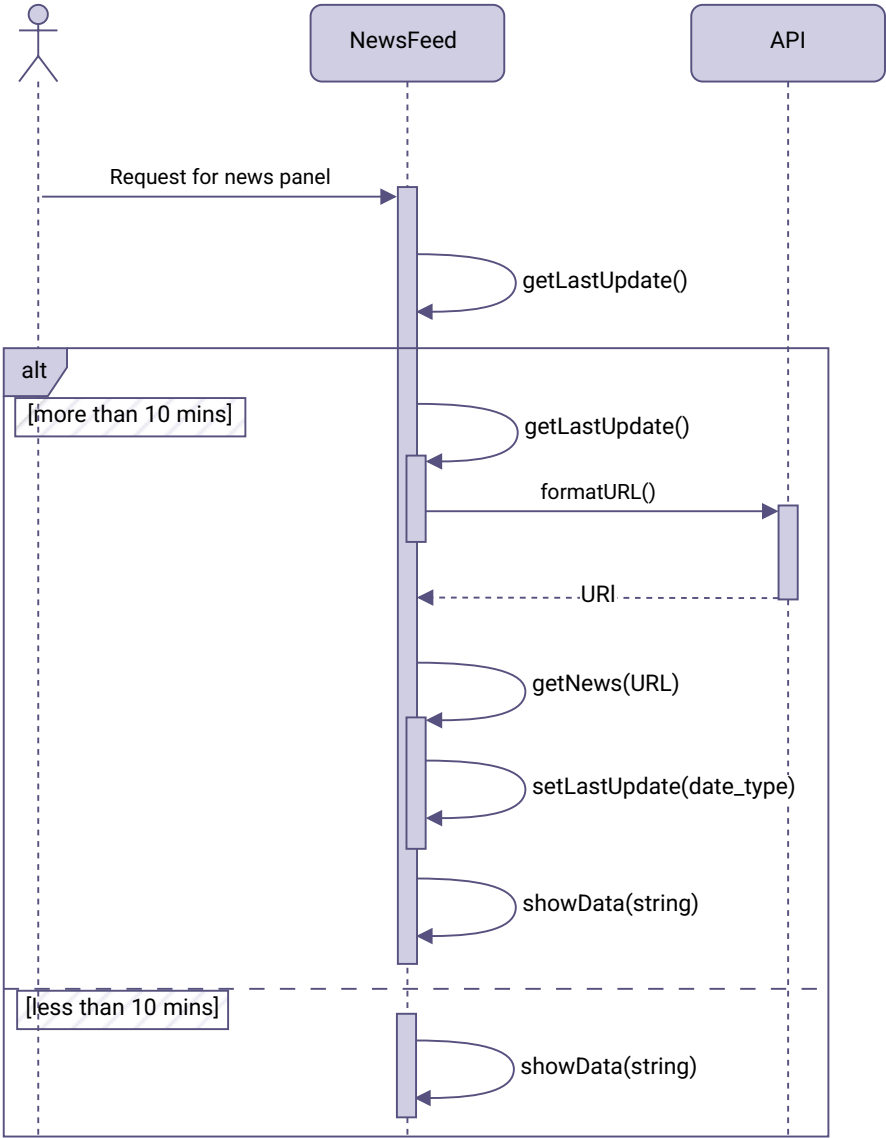 NewsFeed
API
Request for news panel
getLastUpdate()
alt
[more than 10 mins]
getLastUpdate()
formatURL()
URl
getNews(URL)
setLastUpdate(date_type)
showData(string)
[less than 10 mins]
showData(string)